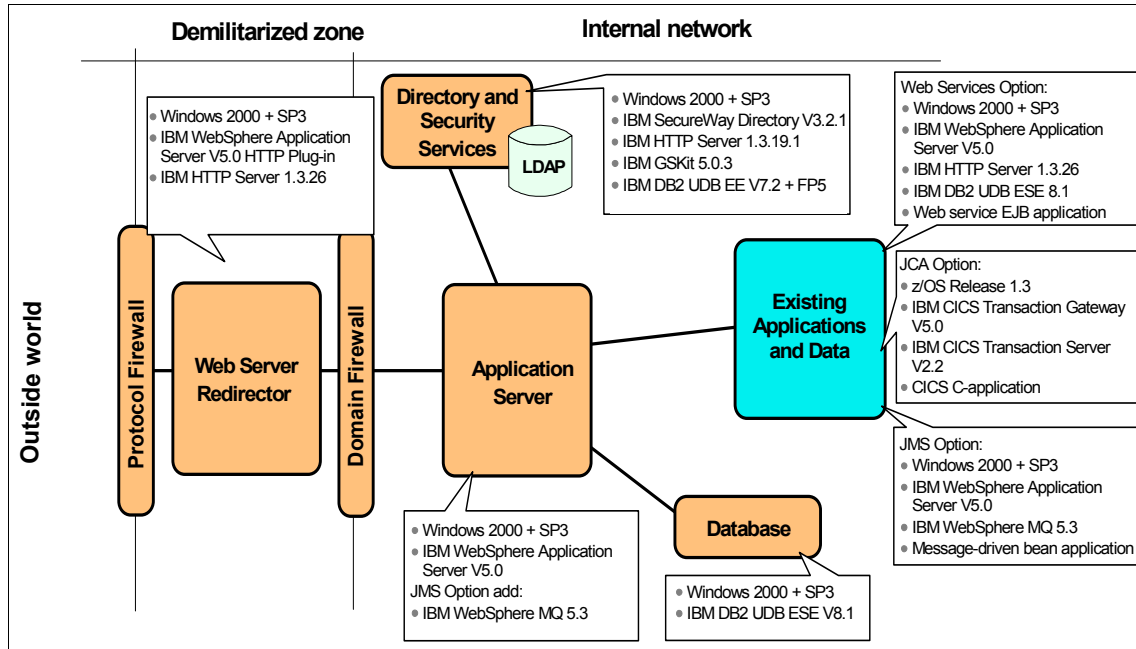 Demilitarized zone
Internal network
Outside world
Protocol Firewall
• Windows 2000 + SP3
• IBM WebSphere Application
Server V5.0 HTTP Plug-in
• IBM HTTP Server 1.3.26
Web Server
Redirector
Domain Firewall
Directory and
Security
Services
LDAP
• Windows 2000 + SP3
• IBM SecureWay Directory V3.2.1
• IBM HTTP Server 1.3.19.1
• IBM GSKit 5.0.3
• IBM DB2 UDB EE V7.2 + FP5
Application
Server
• Windows 2000 + SP3
• IBM WebSphere Application
Server V5.0
JMS Option add:
• IBM WebSphere MQ 5.3
Database
• Windows 2000 + SP3
• IBM DB2 UDB ESE V8.1
Existing
Applications
and Data
Web Services Option:
• Windows 2000 + SP3
• IBM WebSphere Application
Server V5.0
• IBM HTTP Server 1.3.26
• IBM DB2 UDB ESE 8.1
• Web service EJB application
JCA Option:
• z/OS Release 1.3
• IBM CICS Transaction Gateway
V5.0
• IBM CICS Transaction Server
V2.2
• CICS C-application
JMS Option:
• Windows 2000 + SP3
• IBM WebSphere Application
Server V5.0
• IBM WebSphere MQ 5.3
• Message-driven bean application